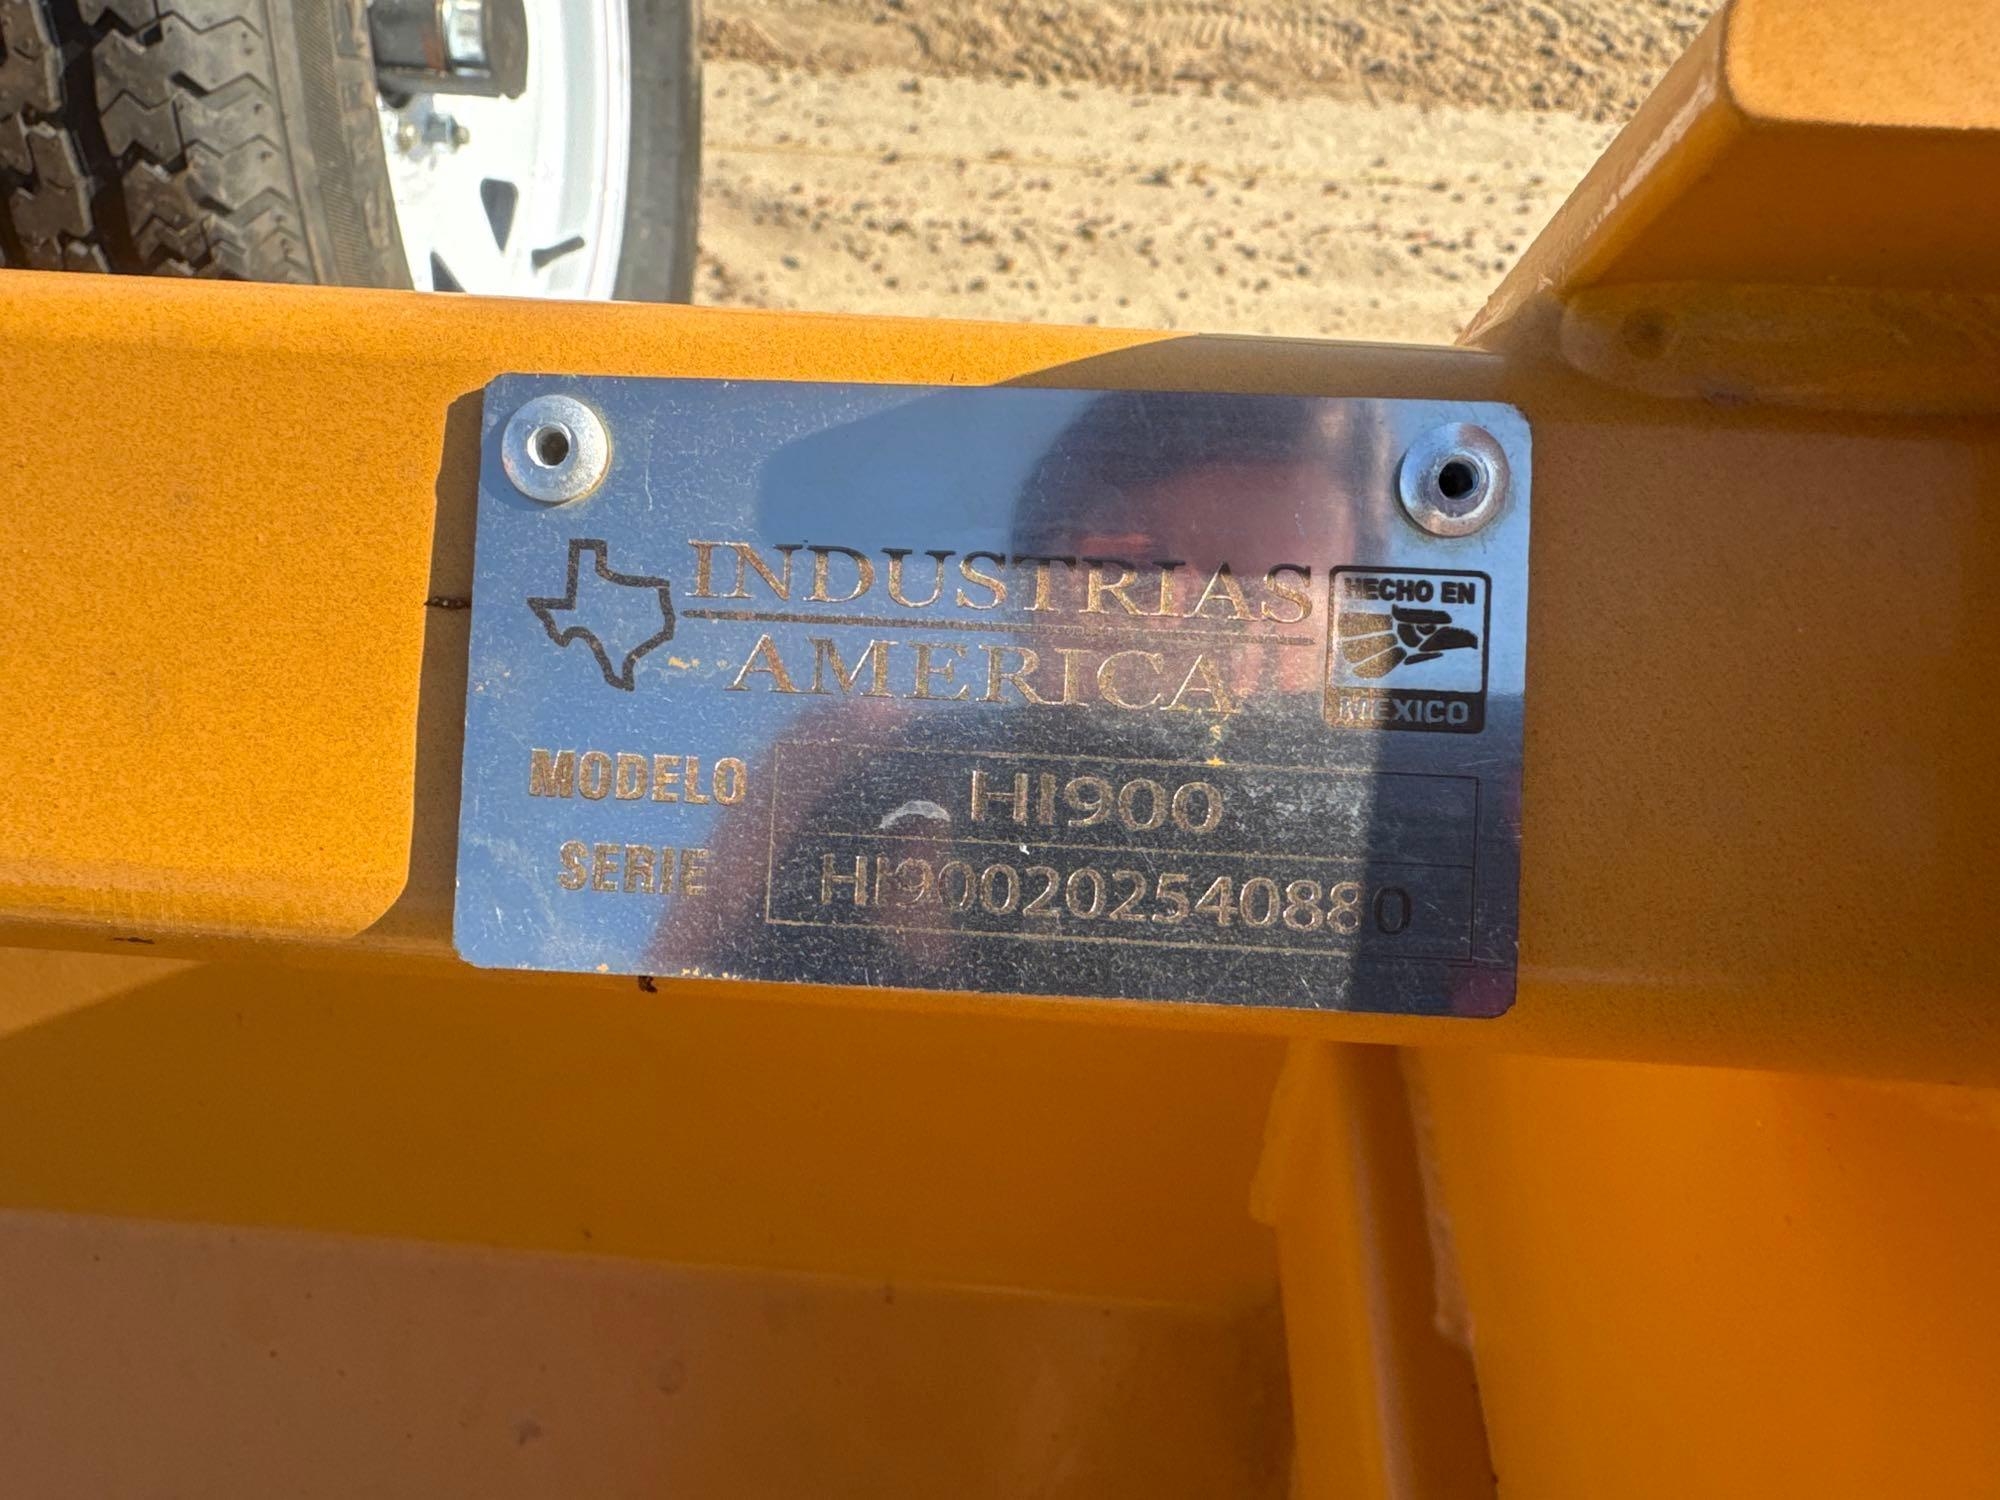 INDUSTRIAS
AMERICA
HECHO EN
MEXICO
MODELO HI900
SERIE HI900202540880